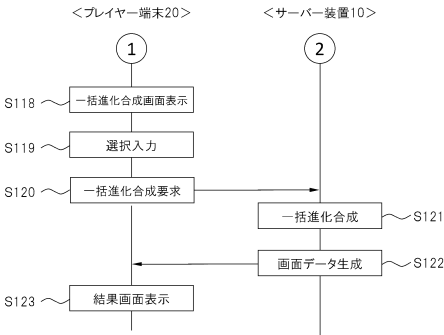 ＜プレイヤー端末20＞
＜サーバー装置10＞
1
2
S118
一括進化合成画面表示
S119
選択入力
S120
一括進化合成要求
一括進化合成
S121
画面データ生成
S122
S123
結果画面表示